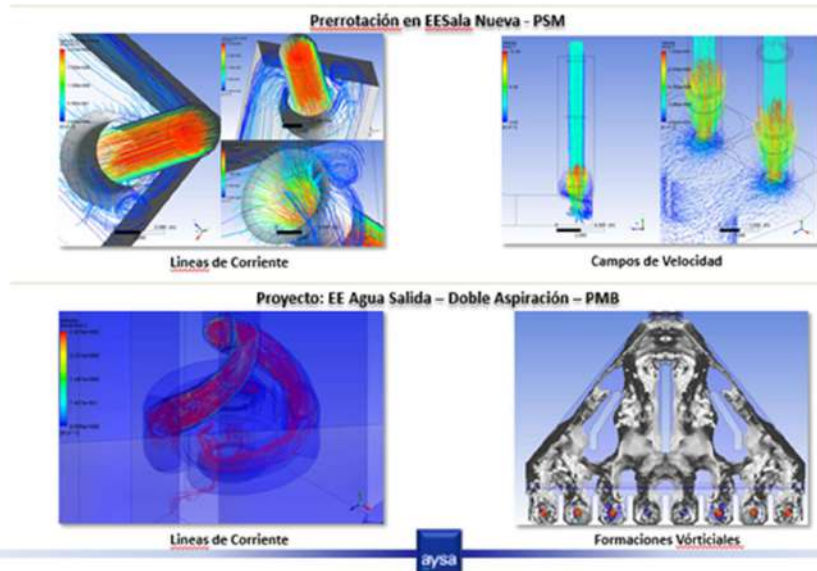 Prerrotación en EESala Nueva - PSM
Lineas de Corriente
Campos de Velocidad
Proyecto: EE Agua Salida – Doble Aspiración – PMB
Lineas de Corriente
Formaciones Vórticiales
aysa